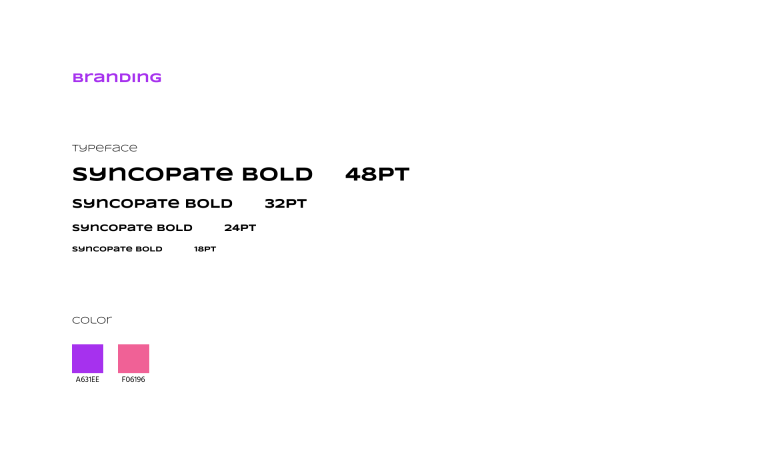 Branding
Typeface
Syncopate Bold 48pt
Syncopate Bold 32pt
Syncopate Bold 24pt
Syncopate Bold 18pt
Color
A631EE F06196